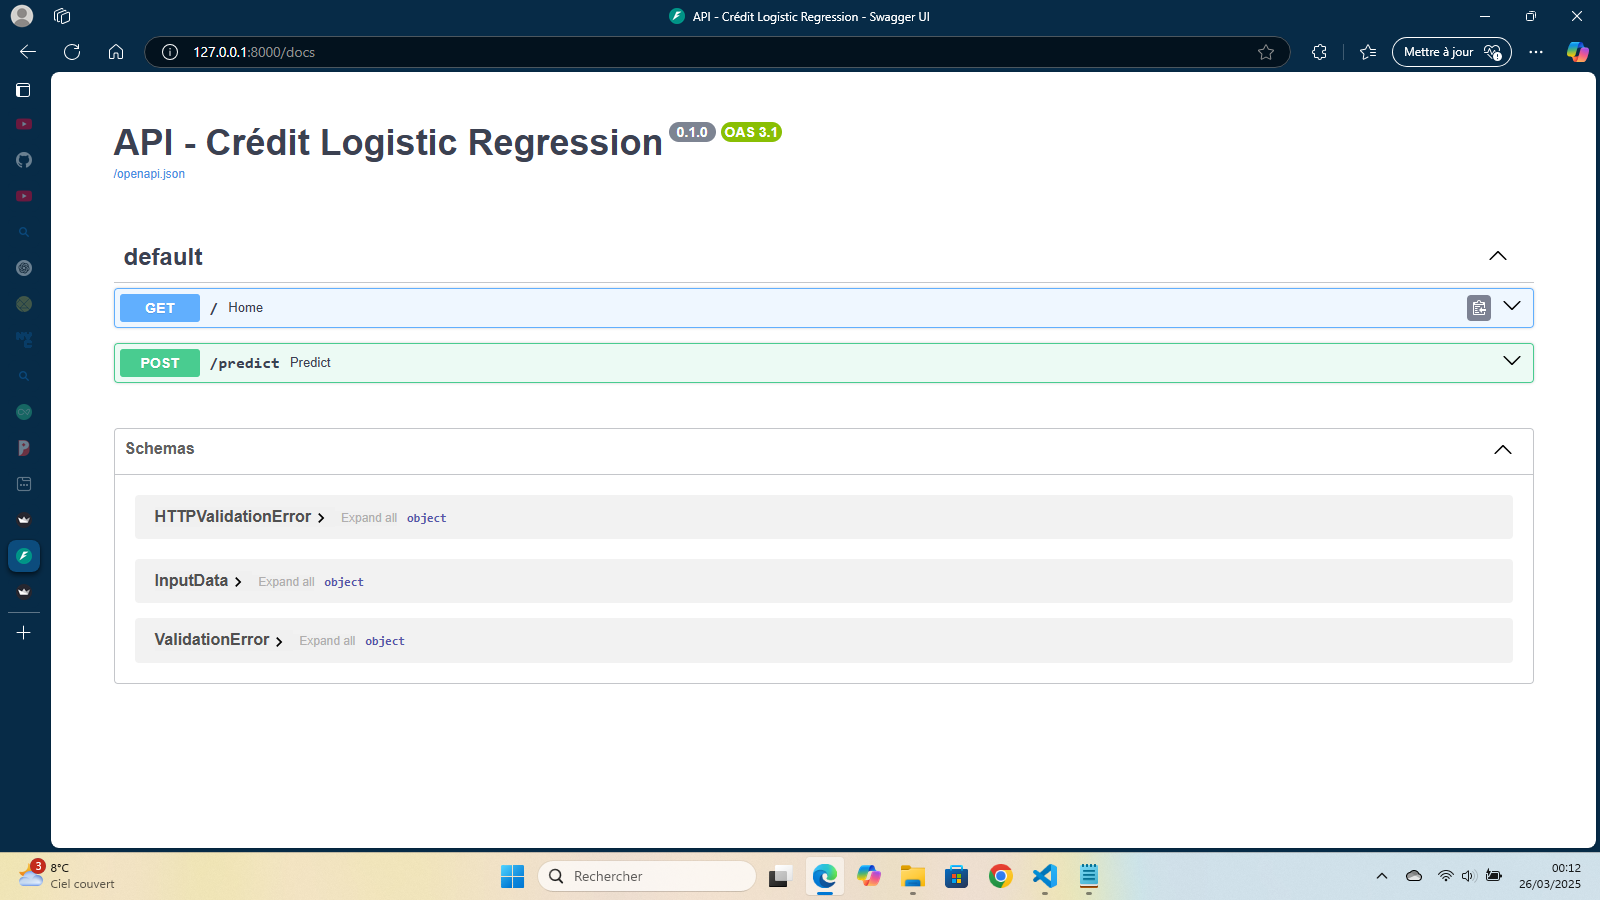 API - Crédit Logistic Regression - Swagger UI
127.0.0.1:8000/docs
Mettre à jour
API - Crédit Logistic Regression 0.1.0 OAS 3.1
/openapi.json
default
GET / Home
POST /predict Predict
Schemas
HTTPValidationError Expand all object
InputData Expand all object
ValidationError Expand all object
3
8°C
Ciel couvert
Rechercher
00:12
26/03/2025